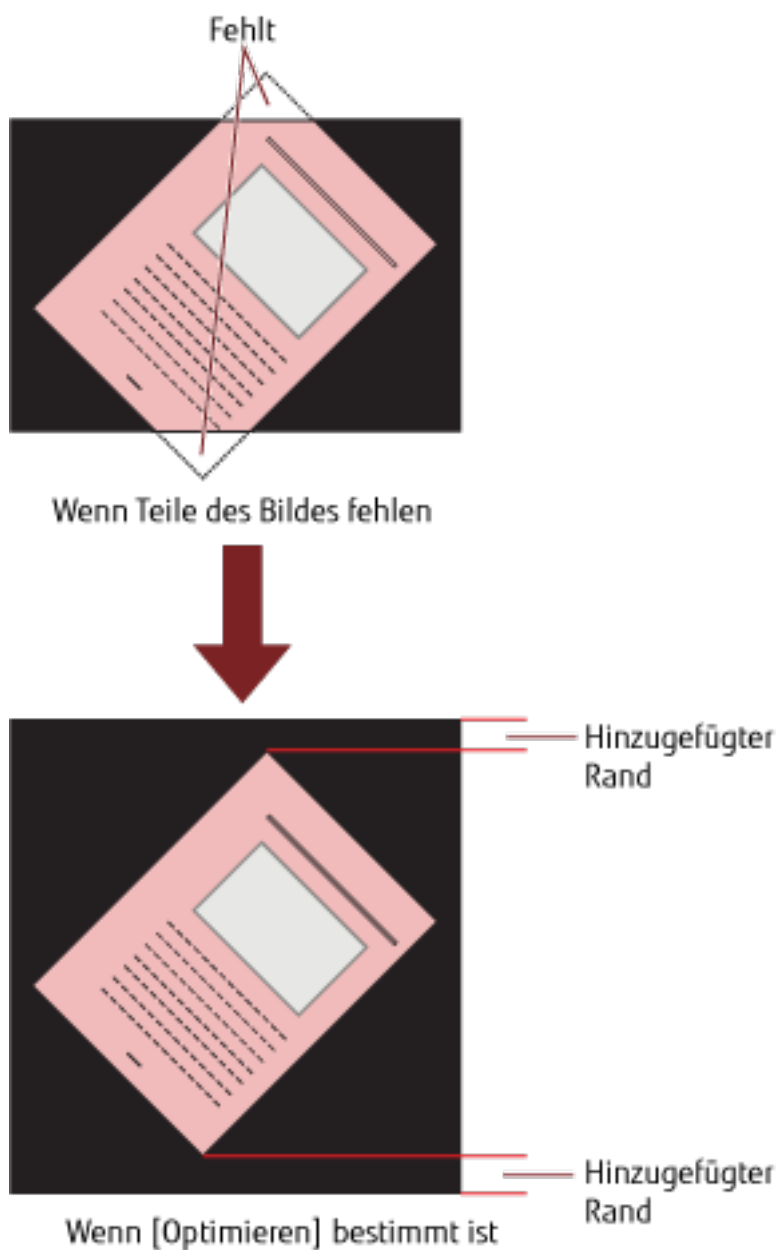 Fehlt
Wenn Teile des Bildes fehlen
Hinzugefügter
Rand
Hinzugefügter
Rand
Wenn [Optimieren] bestimmt ist